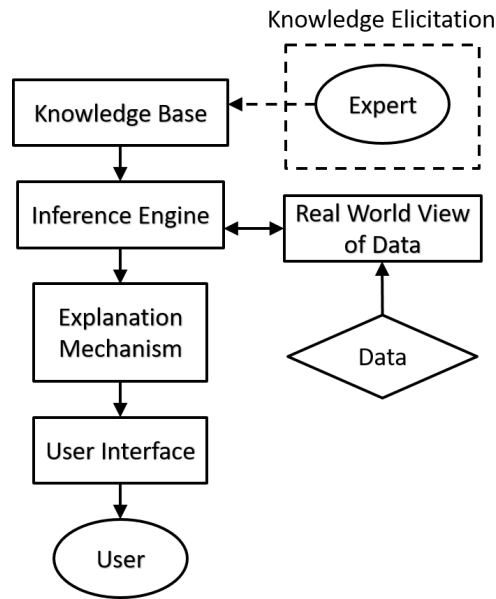 Knowledge Elicitation
Expert
Knowledge Base
Inference Engine
Real World View
of Data
Explanation
Mechanism
Data
User Interface
User